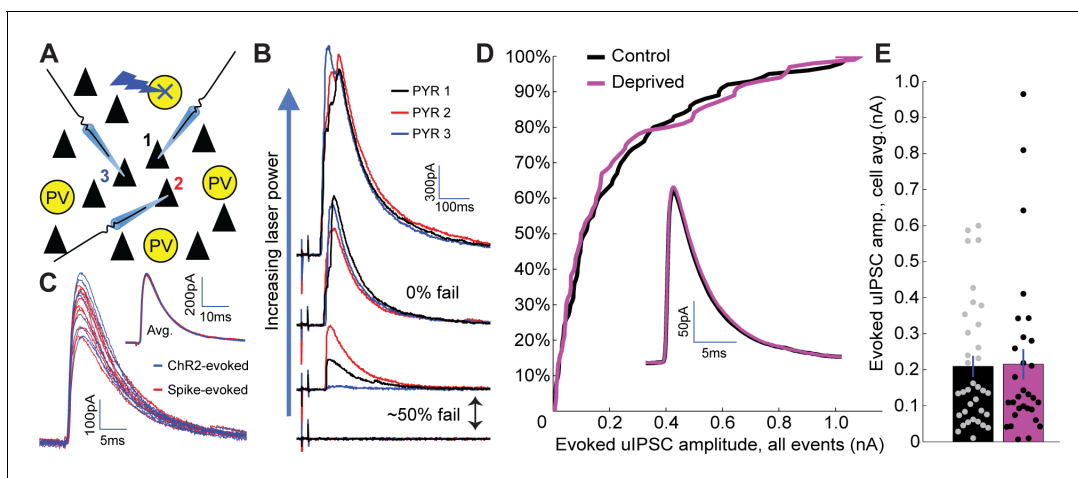 A
1
3
2
PV
PV
PV
B
Increasing laser power
PYR 1
PYR 2
PYR 3
300pA
100ms
0% fail
~50% fail
C
200pA
10ms
Avg.
ChR2-evoked
Spike-evoked
100pA
5ms
D
100%
90%
80%
70%
60%
50%
40%
30%
20%
10%
Control
Deprived
50pA
5ms
0
0.2
0.4
0.6
0.8
1.0
Evoked uIPSC amplitude, all events (nA)
E
Evoked uIPSC amp., cell avg.(nA)
1.0
0.9
0.8
0.7
0.6
0.5
0.4
0.3
0.2
0.1
0